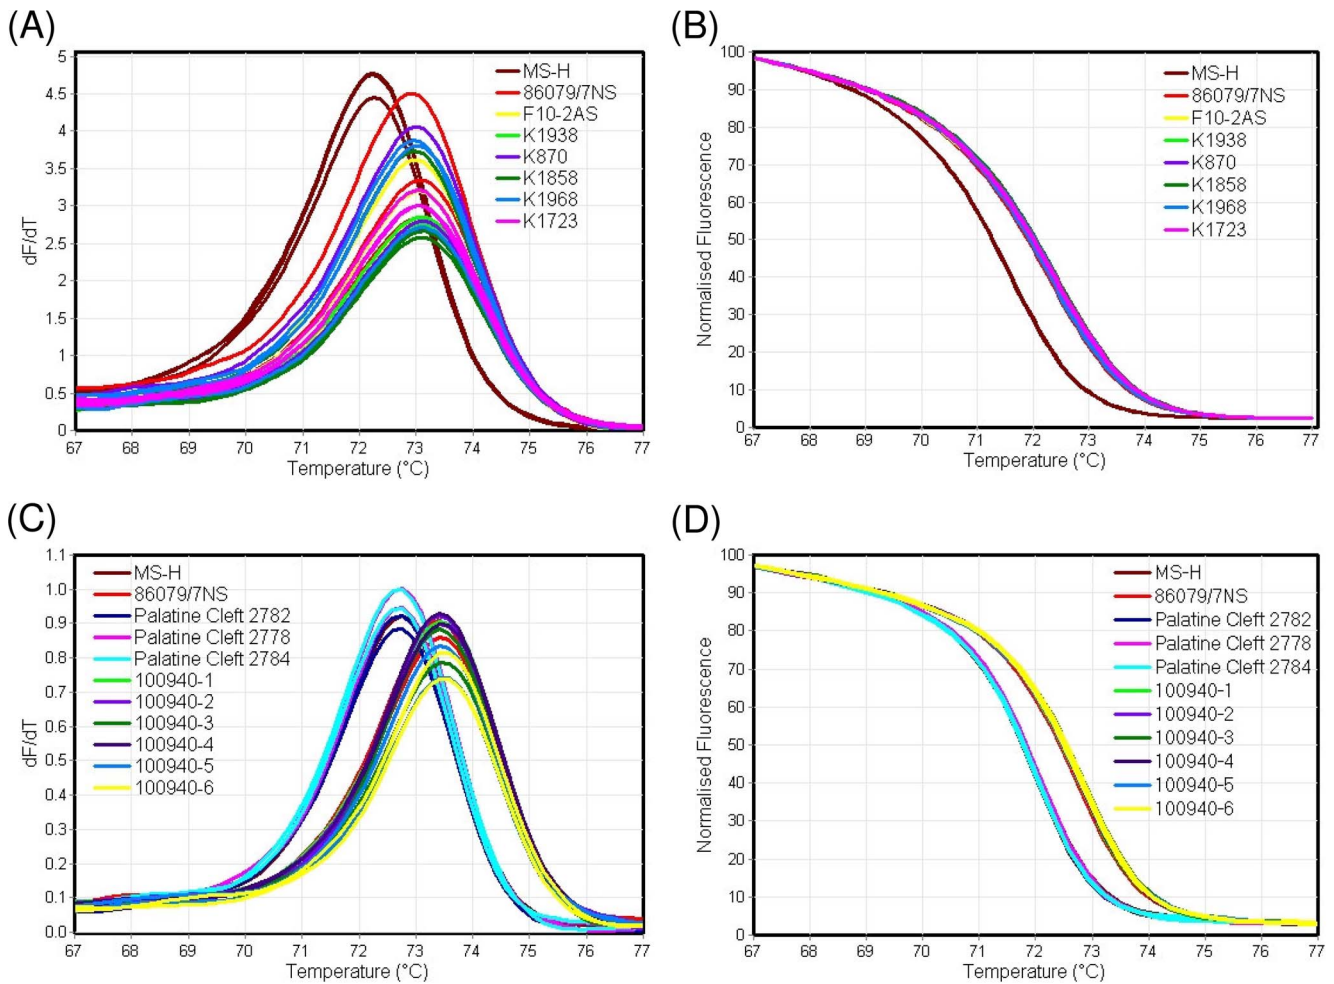 (A)
5
4.5
4
3.5
3
2.5
2
1.5
1
0.5
0
dF/dT
MS-H
86079/7NS
F10-2AS
K1938
K870
K1858
K1968
K1723
67 68 69 70 71 72 73 74 75 76 77
Temperature (°C)
(B)
100
90
80
70
60
50
40
30
20
10
0
Normalised Fluorescence
MS-H
86079/7NS
F10-2AS
K1938
K870
K1858
K1968
K1723
67 68 69 70 71 72 73 74 75 76 77
Temperature (°C)
(C)
1.1
1.0
0.9
0.8
0.7
0.6
0.5
0.4
0.3
0.2
0.1
0.0
dF/dT
MS-H
86079/7NS
Palatine Cleft 2782
Palatine Cleft 2778
Palatine Cleft 2784
100940-1
100940-2
100940-3
100940-4
100940-5
100940-6
67 68 69 70 71 72 73 74 75 76 77
Temperature (°C)
(D)
100
90
80
70
60
50
40
30
20
10
0
Normalised Fluorescence
MS-H
86079/7NS
Palatine Cleft 2782
Palatine Cleft 2778
Palatine Cleft 2784
100940-1
100940-2
100940-3
100940-4
100940-5
100940-6
67 68 69 70 71 72 73 74 75 76 77
Temperature (°C)